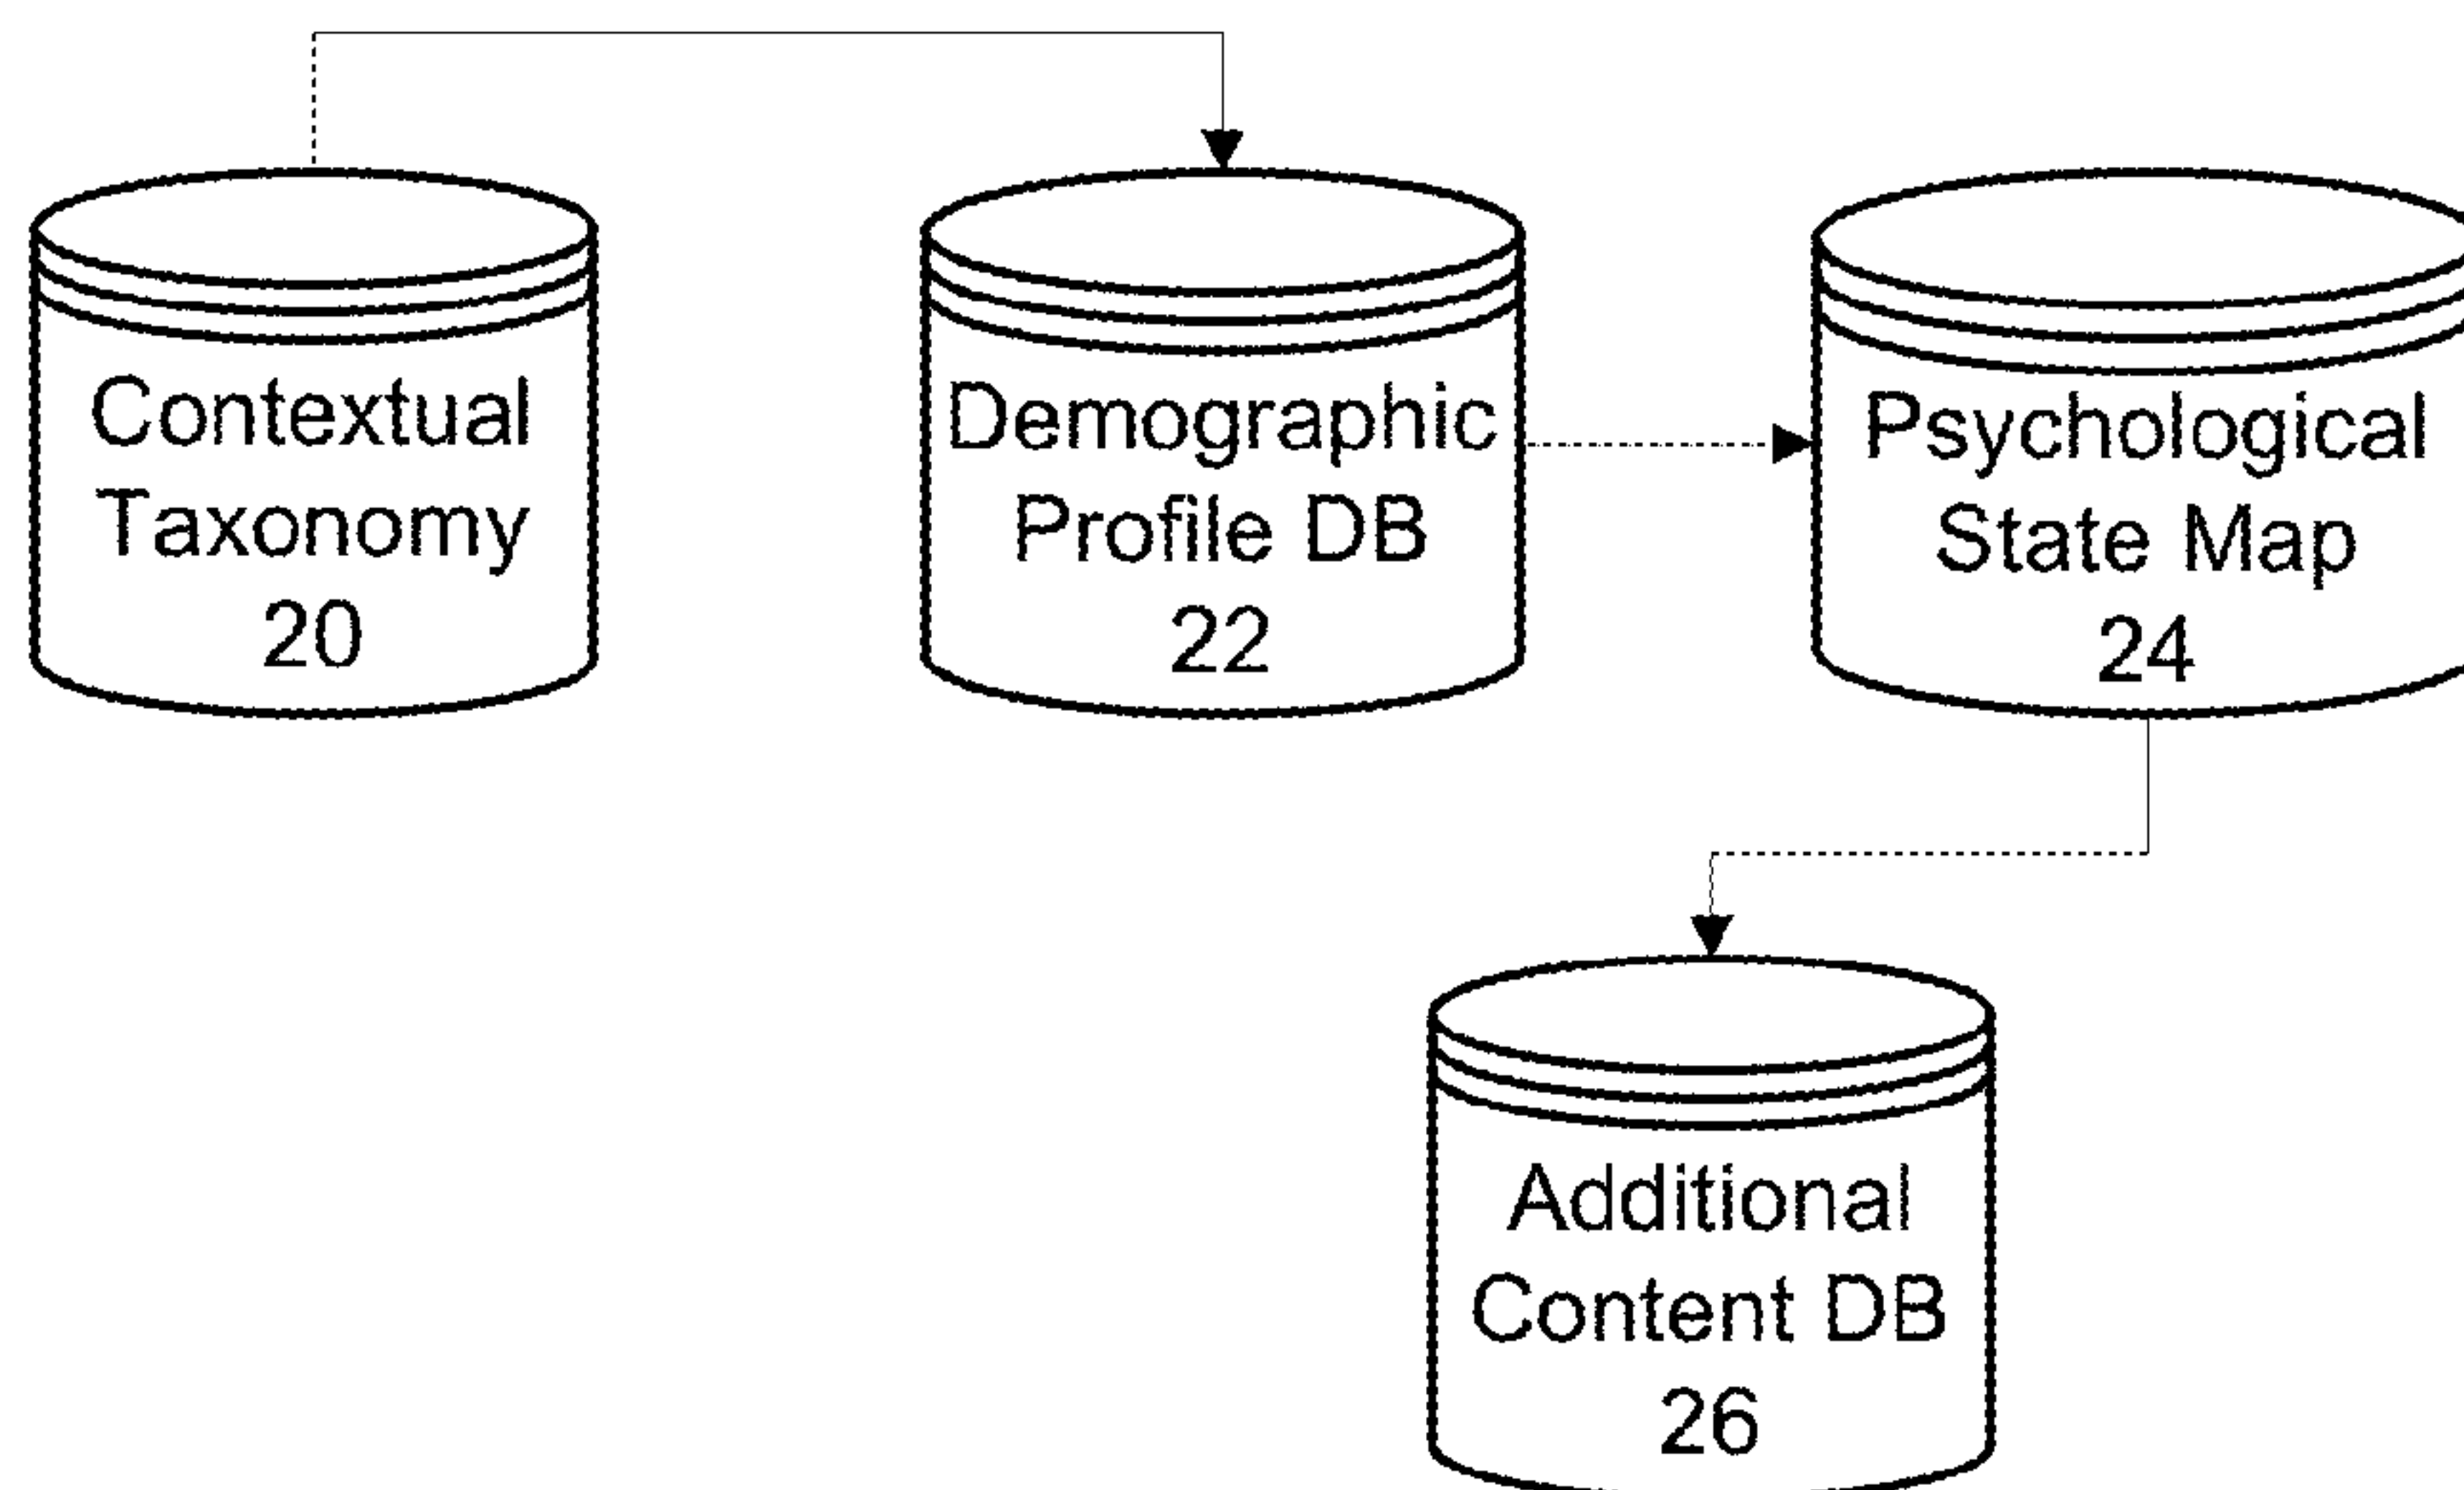 Contextual
Taxonomy
20
Demographic
Profile DB
22
Psychological
State Map
24
Additional
Content DB
26